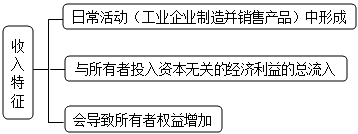 收入特征
日常活动（工业企业制造并销售产品）中形成
与所有者投入资本无关的经济利益的总流入
会导致所有者权益增加